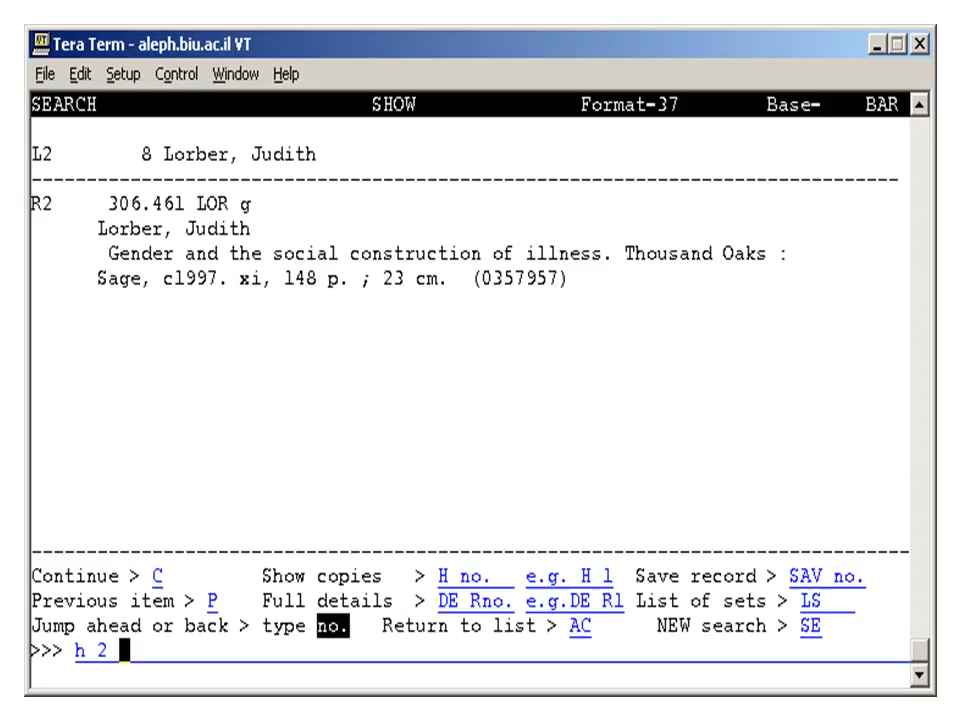 Tera Term - aleph.biu.ac.il VT
File Edit Setup Control Window Help
SEARCH SHOW Format-37 Base- BAR
L2 8 Lorber, Judith
R2 306.461 LOR g
Lorber, Judith
Gender and the social construction of illness. Thousand Oaks :
Sage, c1997. xi, 148 p. ; 23 cm. (0357957)
Continue > C Show copies > H no. e.g. H 1 Save record > SAV no.
Previous item > P Full details > DE Rno. e.g.DE R1 List of sets > LS
Jump ahead or back > type no. Return to list > AC NEW search > SE
>>> h 2